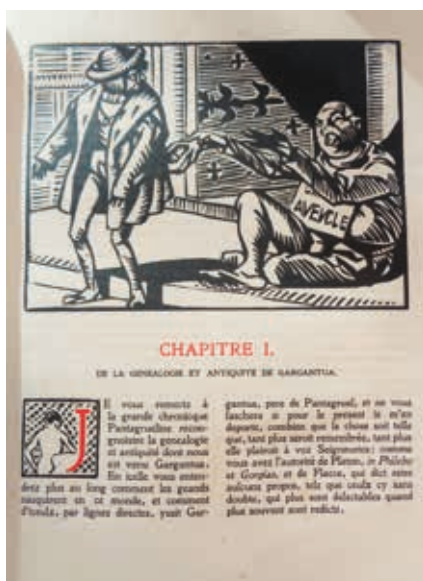 AVEUGLE
CHAPITRE I.
DE LA GENEALOGIE ET ANTIQUITE DE GARGANTUA.
JE vous remectz à
la grande chronicque
Pantagrueline recon-
gnoistre la genealogie
et antiquité dont nous
est venu Gargantua.
En icelle vous enten-
drez plus au long comment les geands
nasquirent en ce monde, et comment
d'iceulx, par lignes directes, yssit Gar-
gantua, pere de Pantagruel, et ne vous
faschera si pour le present je m'en
deporte, combien que la chose soit telle
que, tant plus seroit remembrée, tant plus
elle plairoit à voz Seigneuries; comme
vous avez l'autorité de Platon, in Philebo
et Gorgias, et de Flacce, qui dict estre
aulcuns propos, telz que ceulx cy sans
doubte, qui plus sont delectables quand
plus souvent sont redictz.